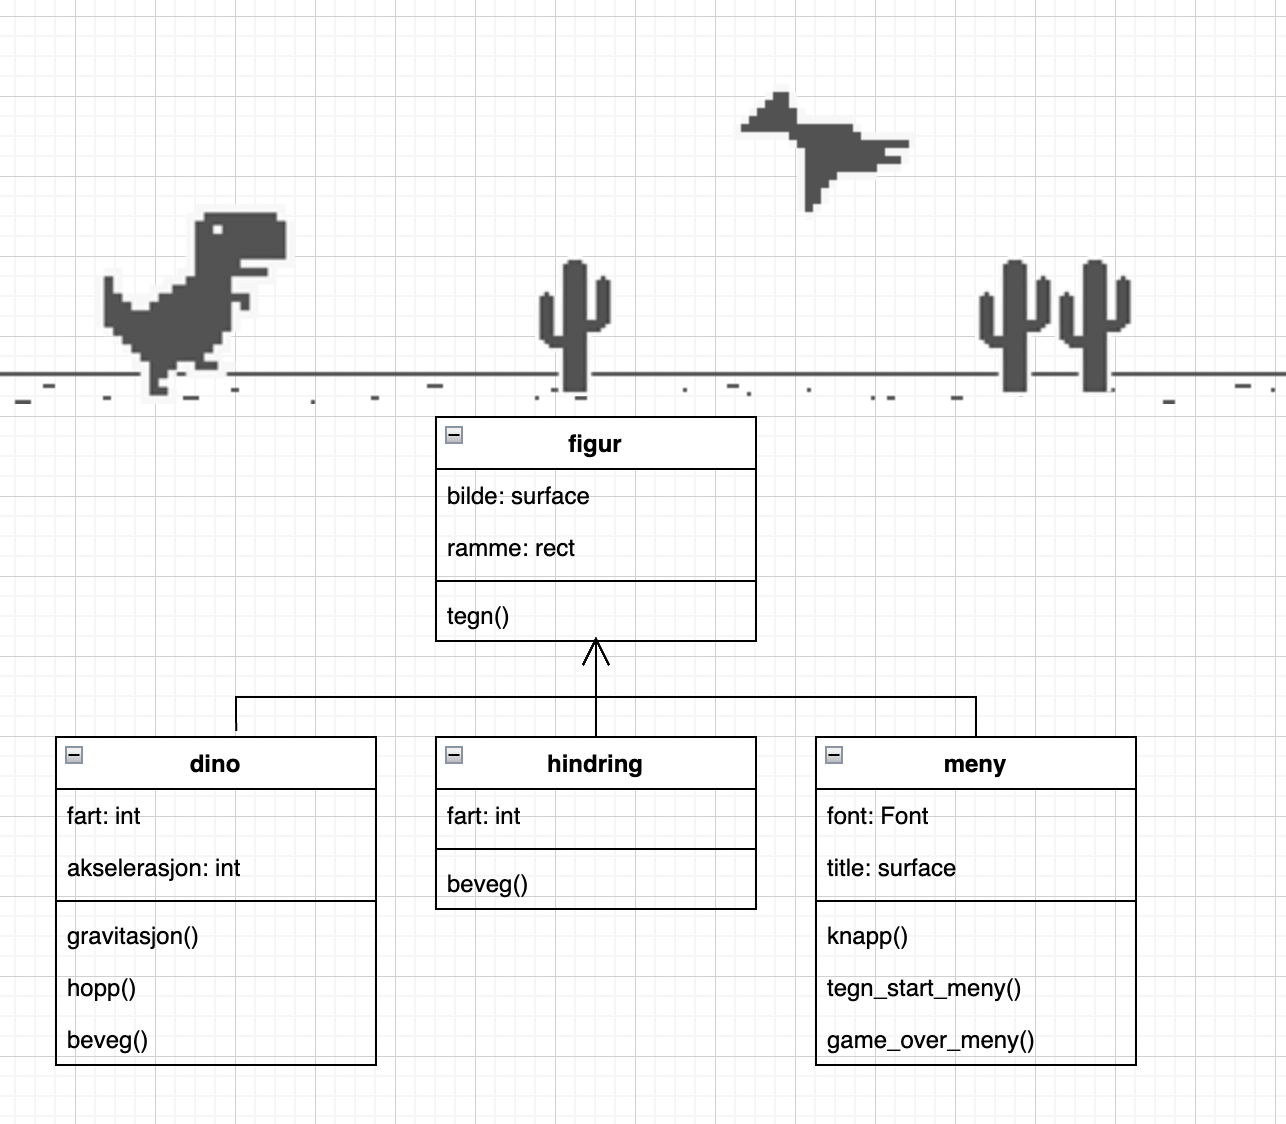 figur
bilde: surface
ramme: rect
tegn()
dino
fart: int
akselerasjon: int
gravitasjon()
hopp()
beveg()
hindring
fart: int
beveg()
meny
font: Font
title: surface
knapp()
tegn_start_meny()
game_over_meny()